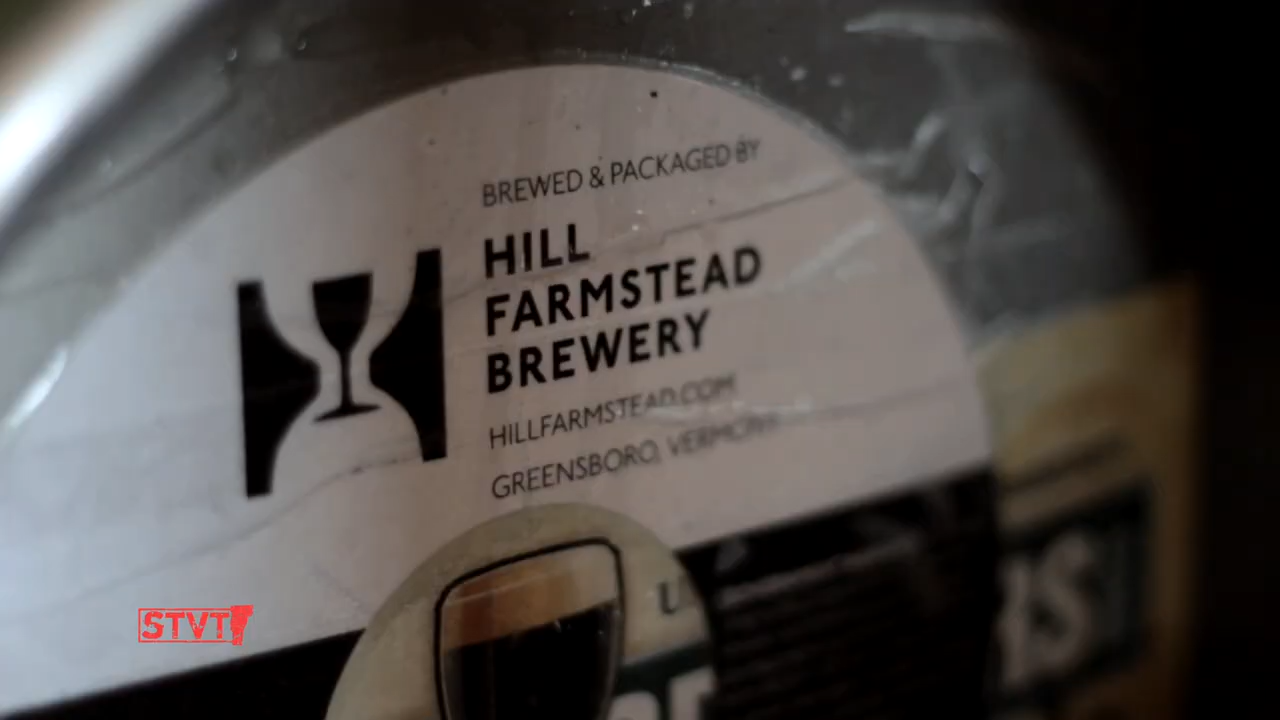 BREWED & PACKAGED BY
HILL
FARMSTEAD
BREWERY
HILLFARMSTEAD.COM
GREENSBORO, VERMONT
STVT